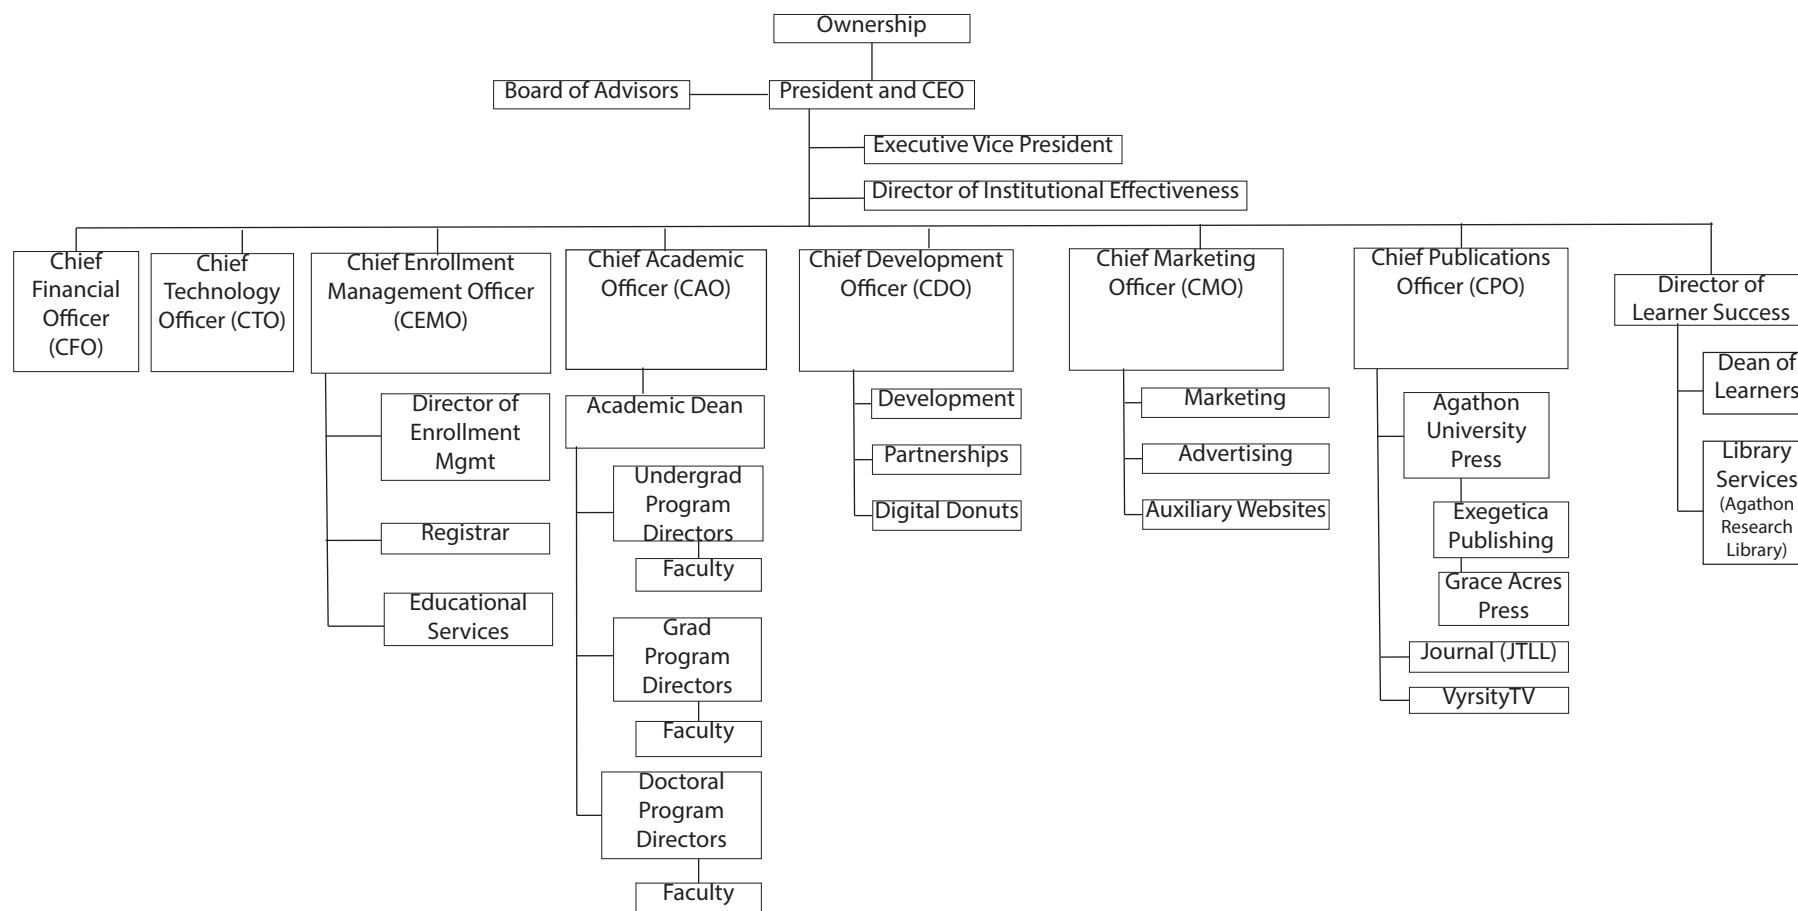 Ownership
Board of Advisors
President and CEO
Executive Vice President
Director of Institutional Effectiveness
Chief
Financial
Officer
(CFO)
Chief
Technology
Officer (CTO)
Chief Enrollment
Management Officer
(CEMO)
Director of
Enrollment
Mgmt
Registrar
Educational
Services
Chief Academic
Officer (CAO)
Academic Dean
Undergrad
Program
Directors
Faculty
Grad
Program
Directors
Faculty
Doctoral
Program
Directors
Faculty
Chief Development
Officer (CDO)
Development
Partnerships
Digital Donuts
Chief Marketing
Officer (CMO)
Marketing
Advertising
Auxiliary Websites
Chief Publications
Officer (CPO)
Agathon
University
Press
Exegetica
Publishing
Grace Acres
Press
Journal (JTLL)
VyrsityTV
Director of
Learner Success
Dean of
Learners
Library
Services
(Agathon
Research
Library)